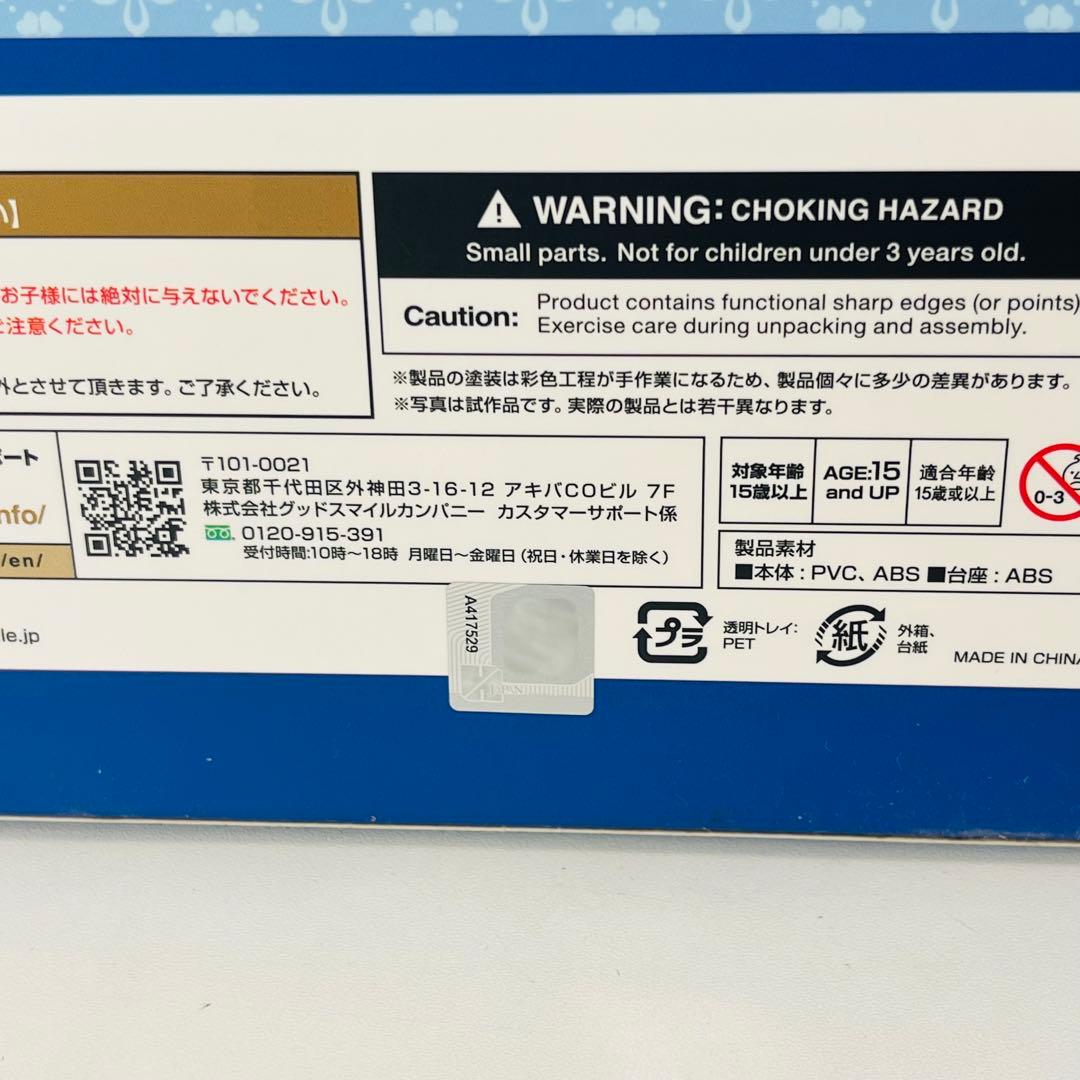 い】
お子様には絶対に与えないでください。
ご注意ください。
外とさせて頂きます。ご了承ください。
WARNING: CHOKING HAZARD
Small parts. Not for children under 3 years old.
Caution:
Product contains functional sharp edges (or points)
Exercise care during unpacking and assembly.
※製品の塗装は彩色工程が手作業になるため、製品個々に多少の差異があります。
※写真は試作品です。実際の製品とは若干異なります。
ポート
info/
/en/
le.jp
〒101-0021
東京都千代田区外神田3-16-12 アキバCOビル 7F
株式会社グッドスマイルカンパニー カスタマーサポート係
0120-915-391
受付時間:10時〜18時 月曜日〜金曜日(祝日・休業日を除く)
対象年齢
15歳以上
AGE:15
and UP
適合年齢
15歳或以上
0-3
製品素材
■本体：PVC、ABS ■台座：ABS
A417529
JAPAN
プラ
透明トレイ：
PET
紙
外箱、
台紙
MADE IN CHINA